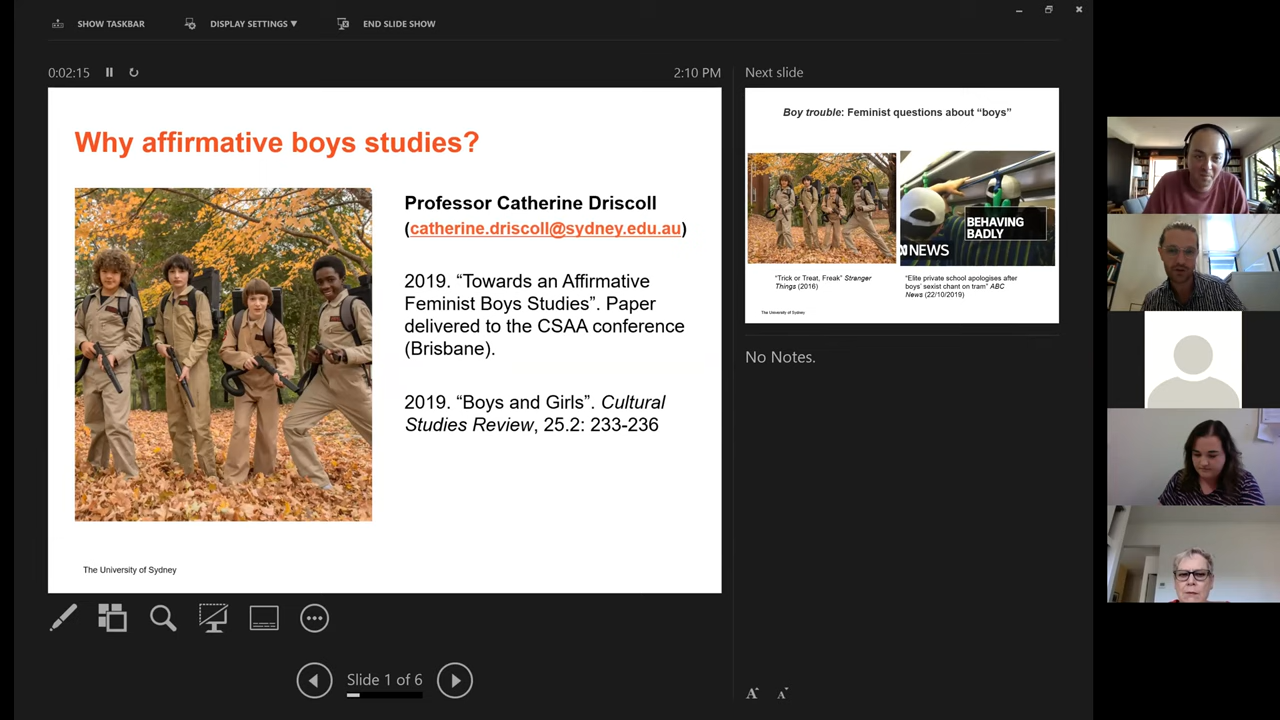 SHOW TASKBAR
DISPLAY SETTINGS ▼
END SLIDE SHOW
0:02:15
2:10 PM
Why affirmative boys studies?
Professor Catherine Driscoll
(catherine.driscoll@sydney.edu.au)
2019. “Towards an Affirmative
Feminist Boys Studies”. Paper
delivered to the CSAA conference
(Brisbane).
2019. “Boys and Girls”. Cultural
Studies Review, 25.2: 233-236
The University of Sydney
Slide 1 of 6
Next slide
Boy trouble: Feminist questions about “boys”
BEHAVING
BADLY
NEWS
“Trick or Treat, Freak” Stranger
Things (2016)
“Elite private school apologises after
boys’ sexist chant on tram” ABC
News (22/10/2019)
The University of Sydney
No Notes.
A
A